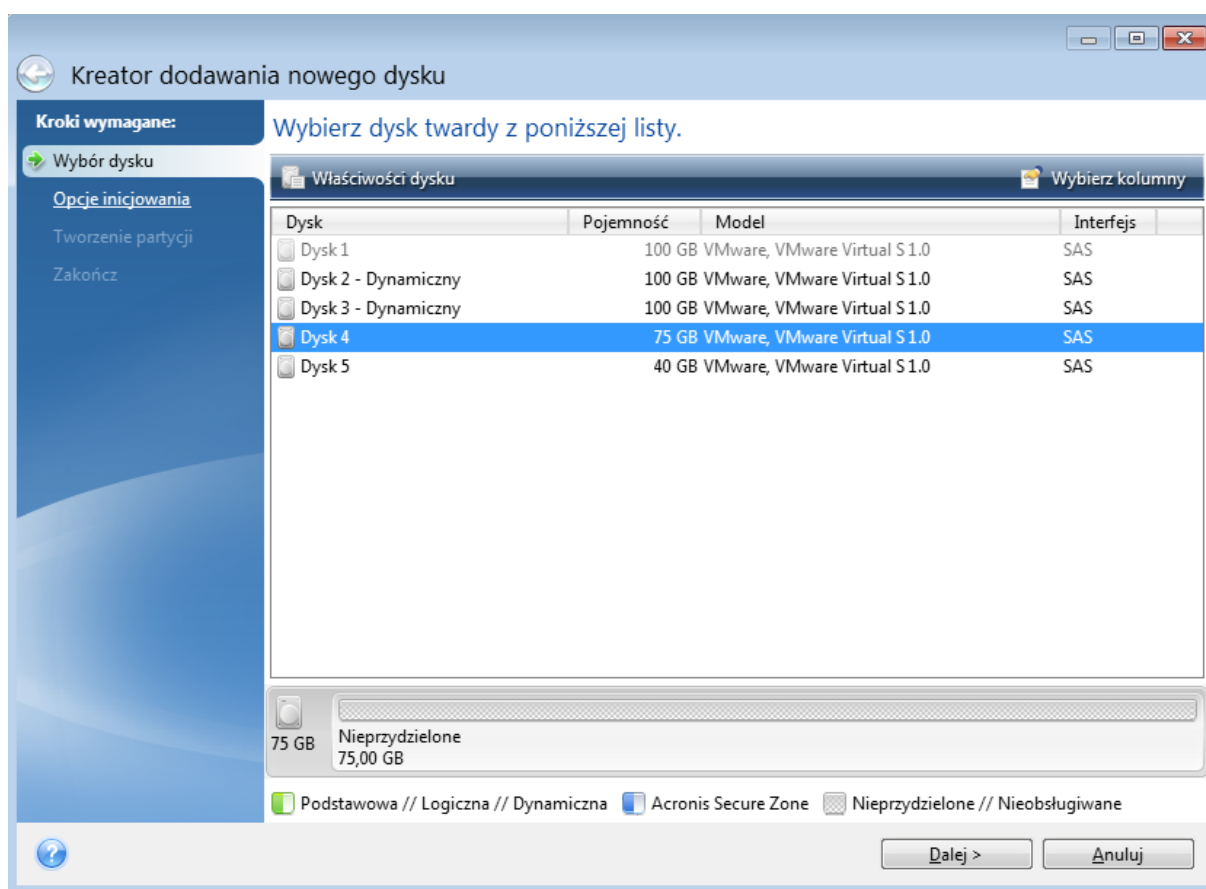 Kreator dodawania nowego dysku
Kroki wymagane:
Wybór dysku
Opcje inicjowania
Tworzenie partycji
Zakończ
Wybierz dysk twardy z poniższej listy.
Właściwości dysku Wybierz kolumny
Dysk Pojemność Model Interfejs
Dysk 1 100 GB VMware, VMware Virtual S 1.0 SAS
Dysk 2 - Dynamiczny 100 GB VMware, VMware Virtual S 1.0 SAS
Dysk 3 - Dynamiczny 100 GB VMware, VMware Virtual S 1.0 SAS
Dysk 4 75 GB VMware, VMware Virtual S 1.0 SAS
Dysk 5 40 GB VMware, VMware Virtual S 1.0 SAS
75 GB
Nieprzydzielone
75,00 GB
Podstawowa // Logiczna // Dynamiczna Acronis Secure Zone Nieprzydzielone // Nieobsługiwane
Dalej > Anuluj